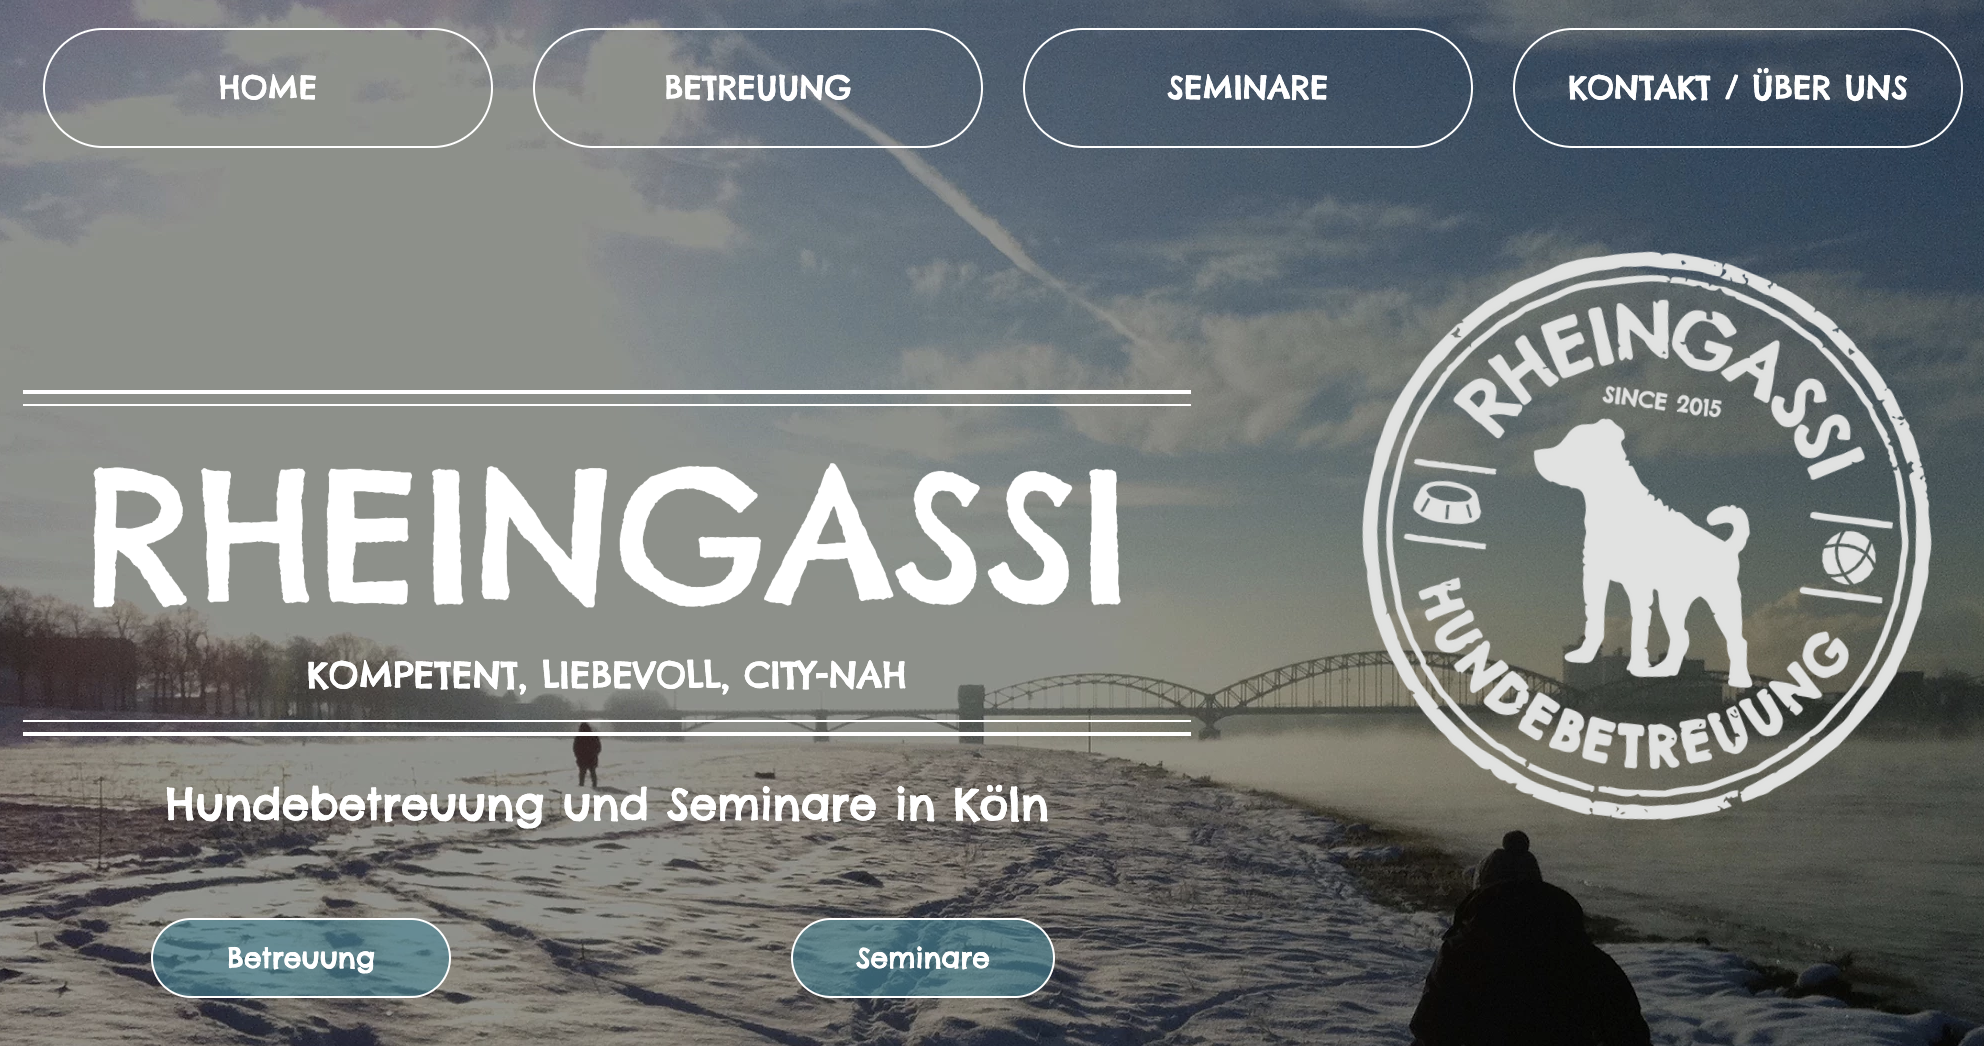 HOME
BETREUUNG
SEMINARE
KONTAKT / ÜBER UNS
RHEINGASSI
KOMPETENT, LIEBEVOLL, CITY-NAH
Hundebetreuung und Seminare in Köln
Betreuung
Seminare
RHEINGASSI
SINCE 2015
HUNDEBETREUUNG